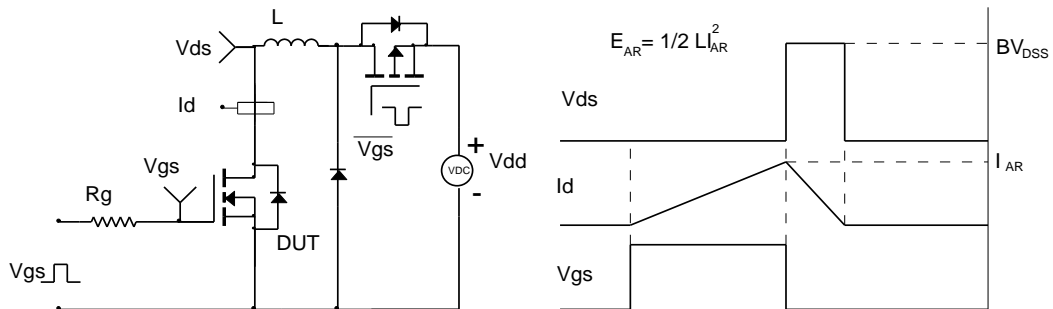 L
Vds
Id
Vgs
Rg
DUT
Vgs
Vgs
+
VDC
-
Vdd
E_AR= 1/2 LI_AR^2
BV_DSS
Vds
I_AR
Id
Vgs